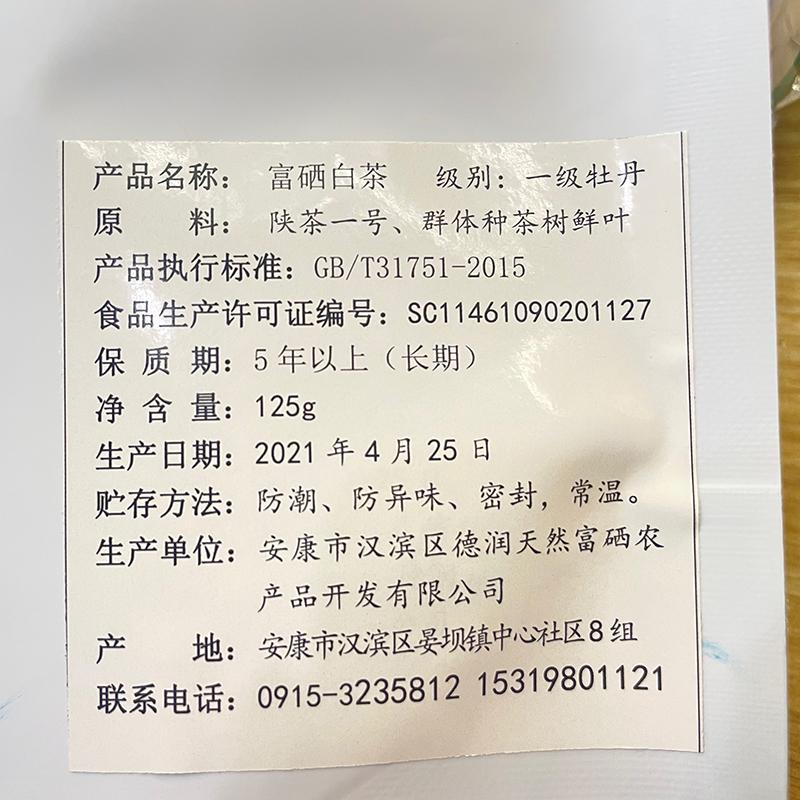 产品名称：富硒白茶 级别：一级牡丹
原 料：陕茶一号、群体种茶树鲜叶
产品执行标准：GB/T31751-2015
食品生产许可证编号：SC11461090201127
保 质 期：5年以上（长期）
净 含 量：125g
生产日期：2021年4月25日
贮存方法：防潮、防异味、密封，常温。
生产单位：安康市汉滨区德润天然富硒农
产品开发有限公司
产 地：安康市汉滨区晏坝镇中心社区8组
联系电话：0915-3235812 15319801121